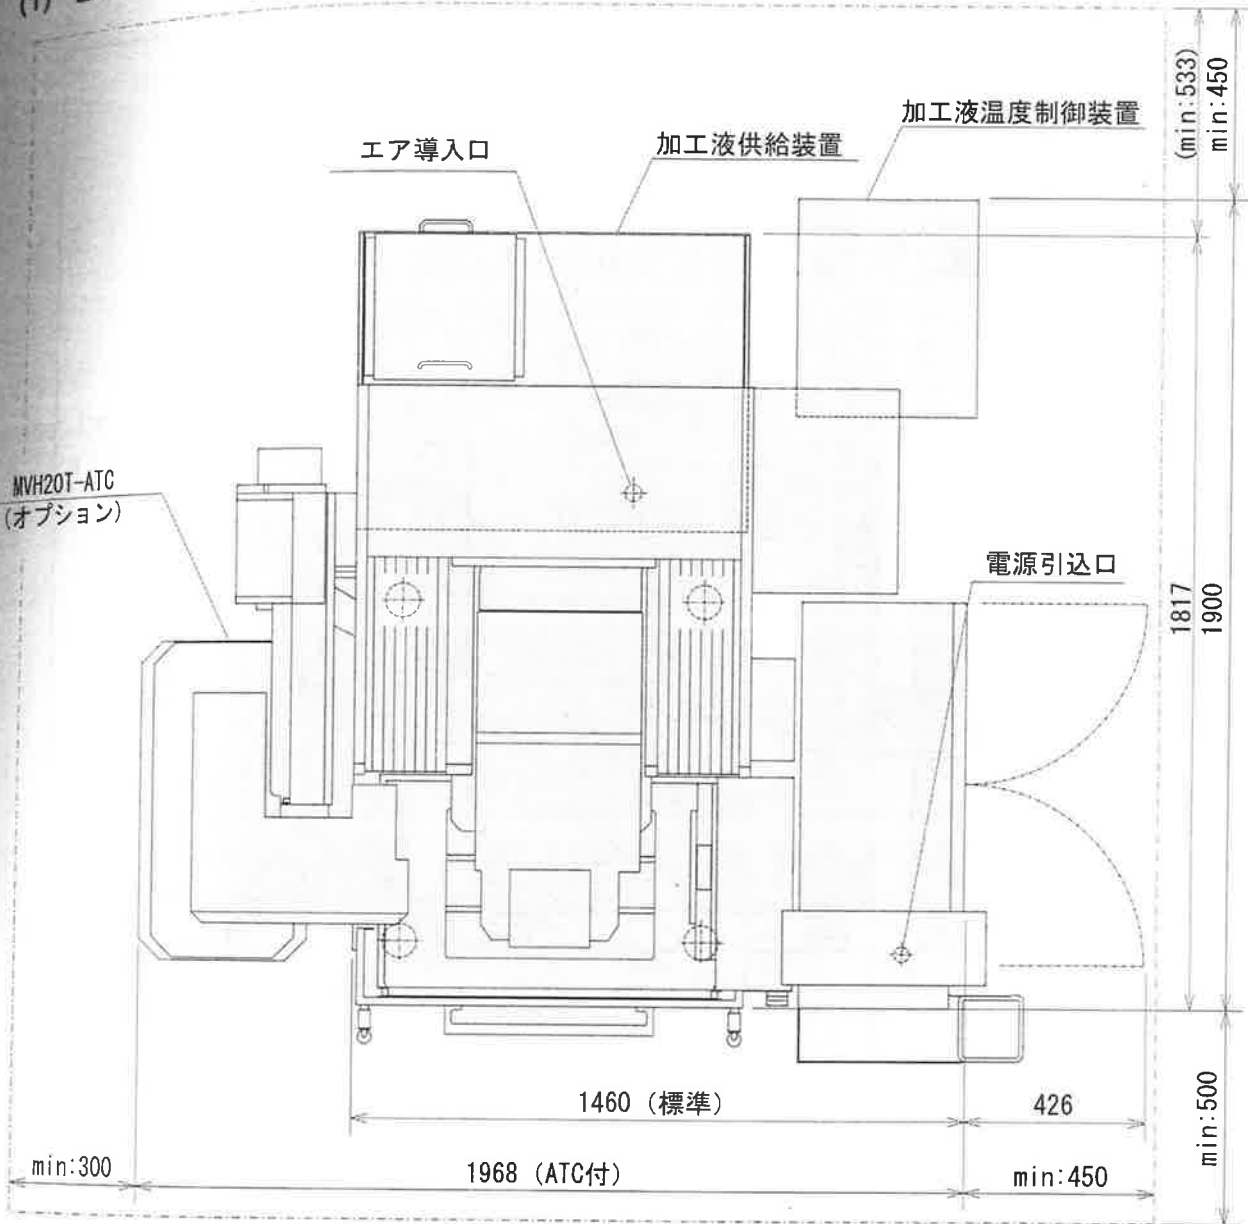 (1)
(min:533)
min:450
加工液温度制御装置
エア導入口
加工液供給装置
MVH20T-ATC
(オプション)
電源引込口
1817
1900
1460 (標準)
426
min:500
min:300
1968 (ATC付)
min:450